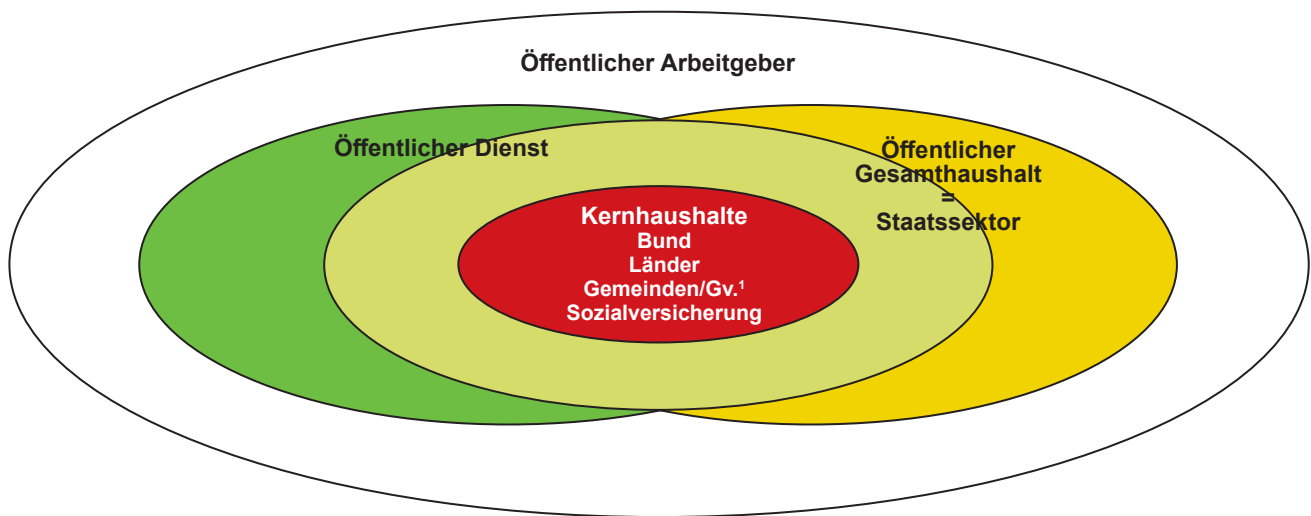 Öffentlicher Arbeitgeber
Öffentlicher Dienst
Öffentlicher
Gesamthaushalt
=
Staatssektor
Kernhaushalte
Bund
Länder
Gemeinden/Gv.¹
Sozialversicherung